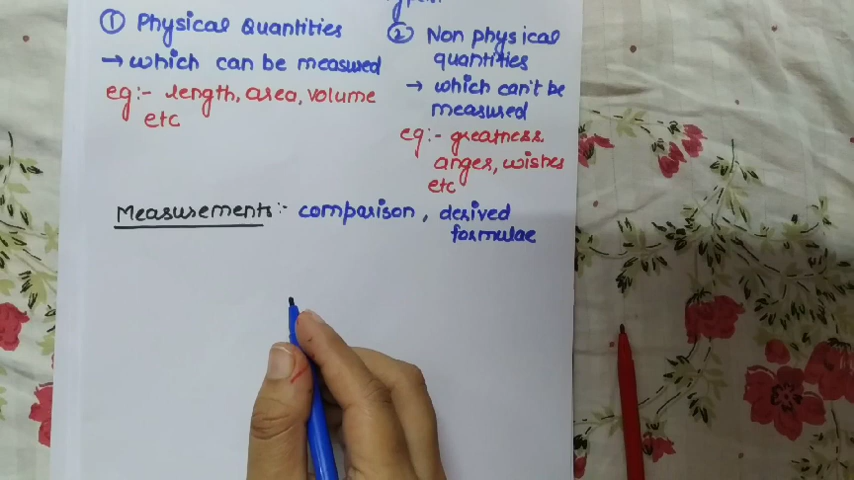 ① Physical Quantities
→ which can be measured
eg:- length, area, volume
etc
② Non physical
quantities
→ which can't be
measured
eg:- greatness
anger, wishes
etc
Measurements:- comparison, derived
formulae